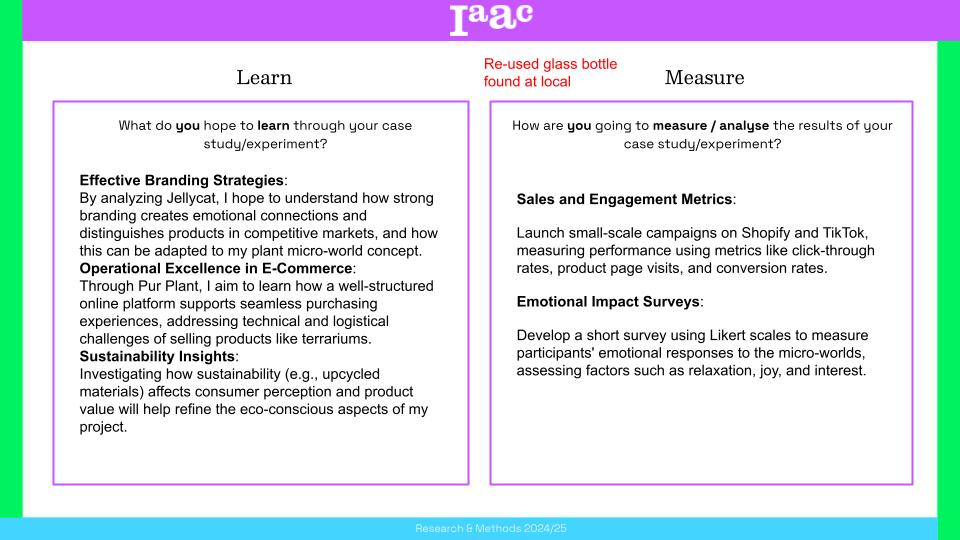 Iaac
Learn
Re-used glass bottle
found at local
Measure
What do you hope to learn through your case
study/experiment?
Effective Branding Strategies:
By analyzing Jellycat, I hope to understand how strong
branding creates emotional connections and
distinguishes products in competitive markets, and how
this can be adapted to my plant micro-world concept.
Operational Excellence in E-Commerce:
Through Pur Plant, I aim to learn how a well-structured
online platform supports seamless purchasing
experiences, addressing technical and logistical
challenges of selling products like terrariums.
Sustainability Insights:
Investigating how sustainability (e.g., upcycled
materials) affects consumer perception and product
value will help refine the eco-conscious aspects of my
project.
How are you going to measure / analyse the results of your
case study/experiment?
Sales and Engagement Metrics:
Launch small-scale campaigns on Shopify and TikTok,
measuring performance using metrics like click-through
rates, product page visits, and conversion rates.
Emotional Impact Surveys:
Develop a short survey using Likert scales to measure
participants' emotional responses to the micro-worlds,
assessing factors such as relaxation, joy, and interest.
Research & Methods 2024/25